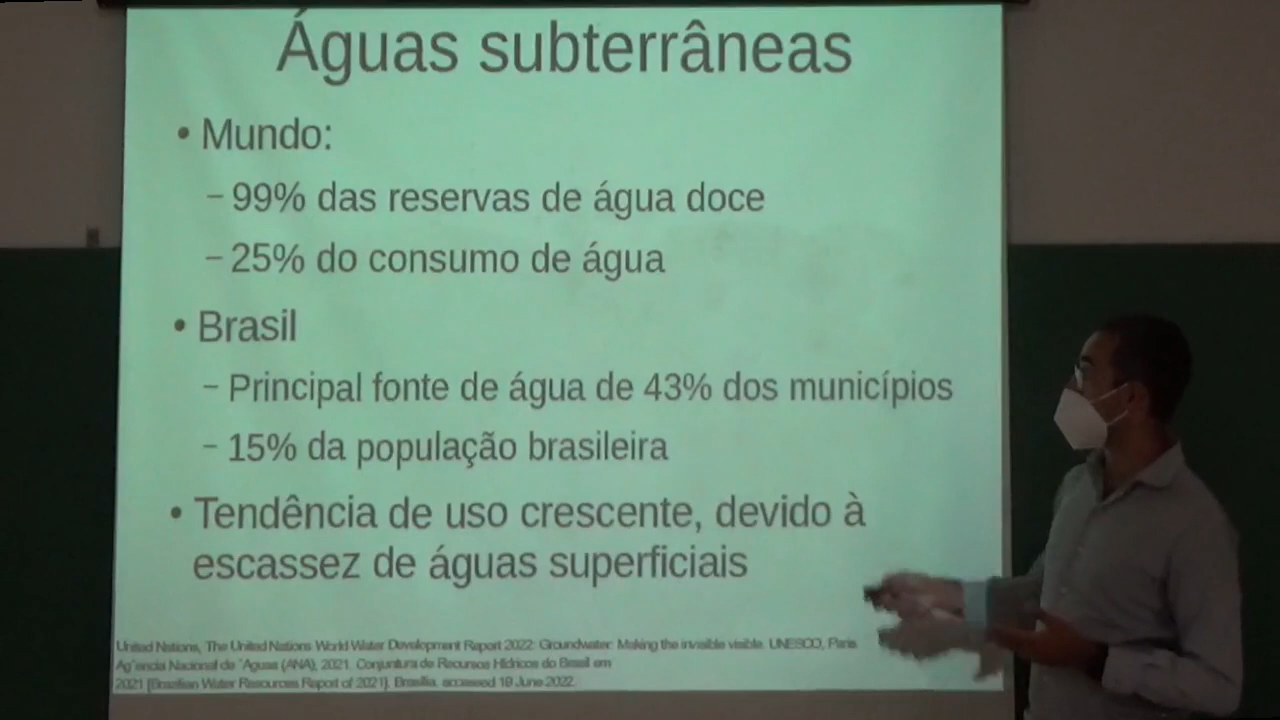 Águas subterrâneas
• Mundo:
– 99% das reservas de água doce
– 25% do consumo de água
• Brasil
– Principal fonte de água de 43% dos municípios
– 15% da população brasileira
• Tendência de uso crescente, devido à
escassez de águas superficiais
United Nations, The United Nations World Water Development Report 2022: Groundwater: Making the invisible visible. UNESCO, Paris
Ag^encia Nacional de ´Aguas (ANA), 2021. Conjuntura de Recursos Hídricos do Brasil em
2021 [Brazilian Water Resources Report of 2021]. Brasília. accessed 19 June 2022.